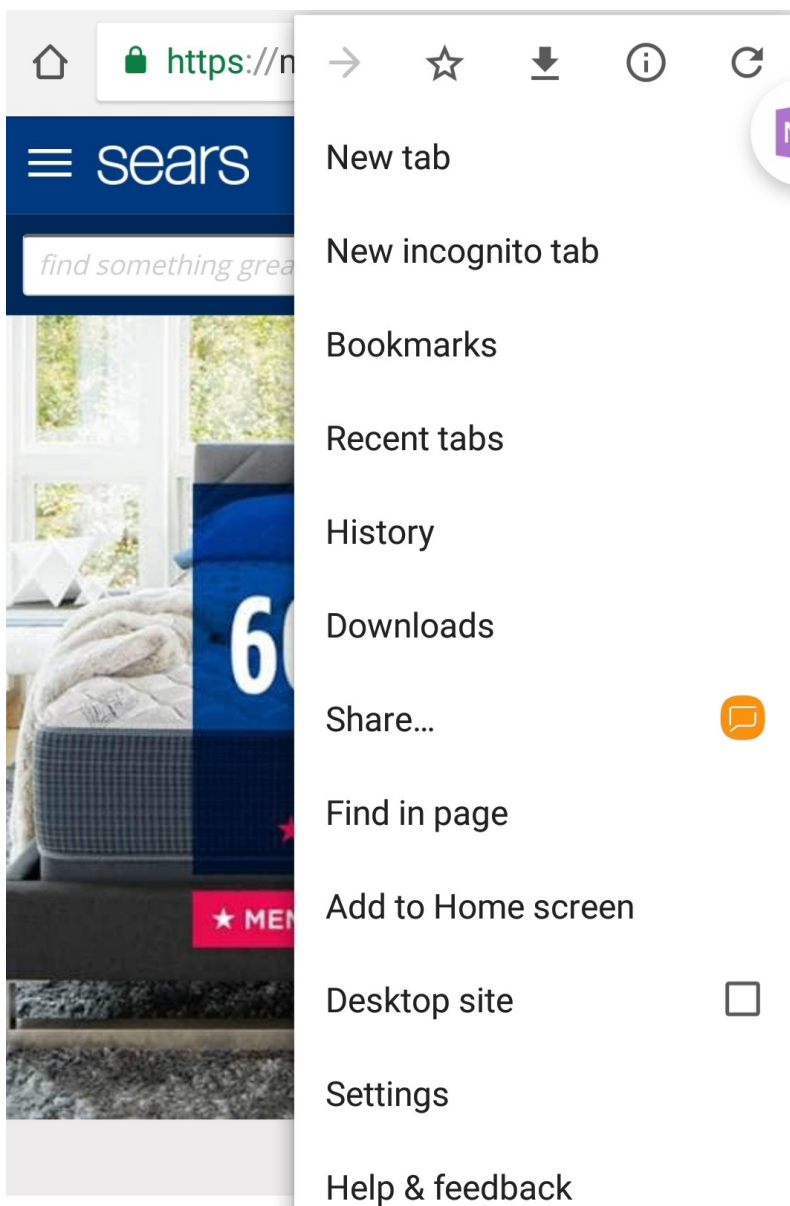 https://n
sears
find something grea
60
★ MEN
New tab
New incognito tab
Bookmarks
Recent tabs
History
Downloads
Share...
Find in page
Add to Home screen
Desktop site
Settings
Help & feedback